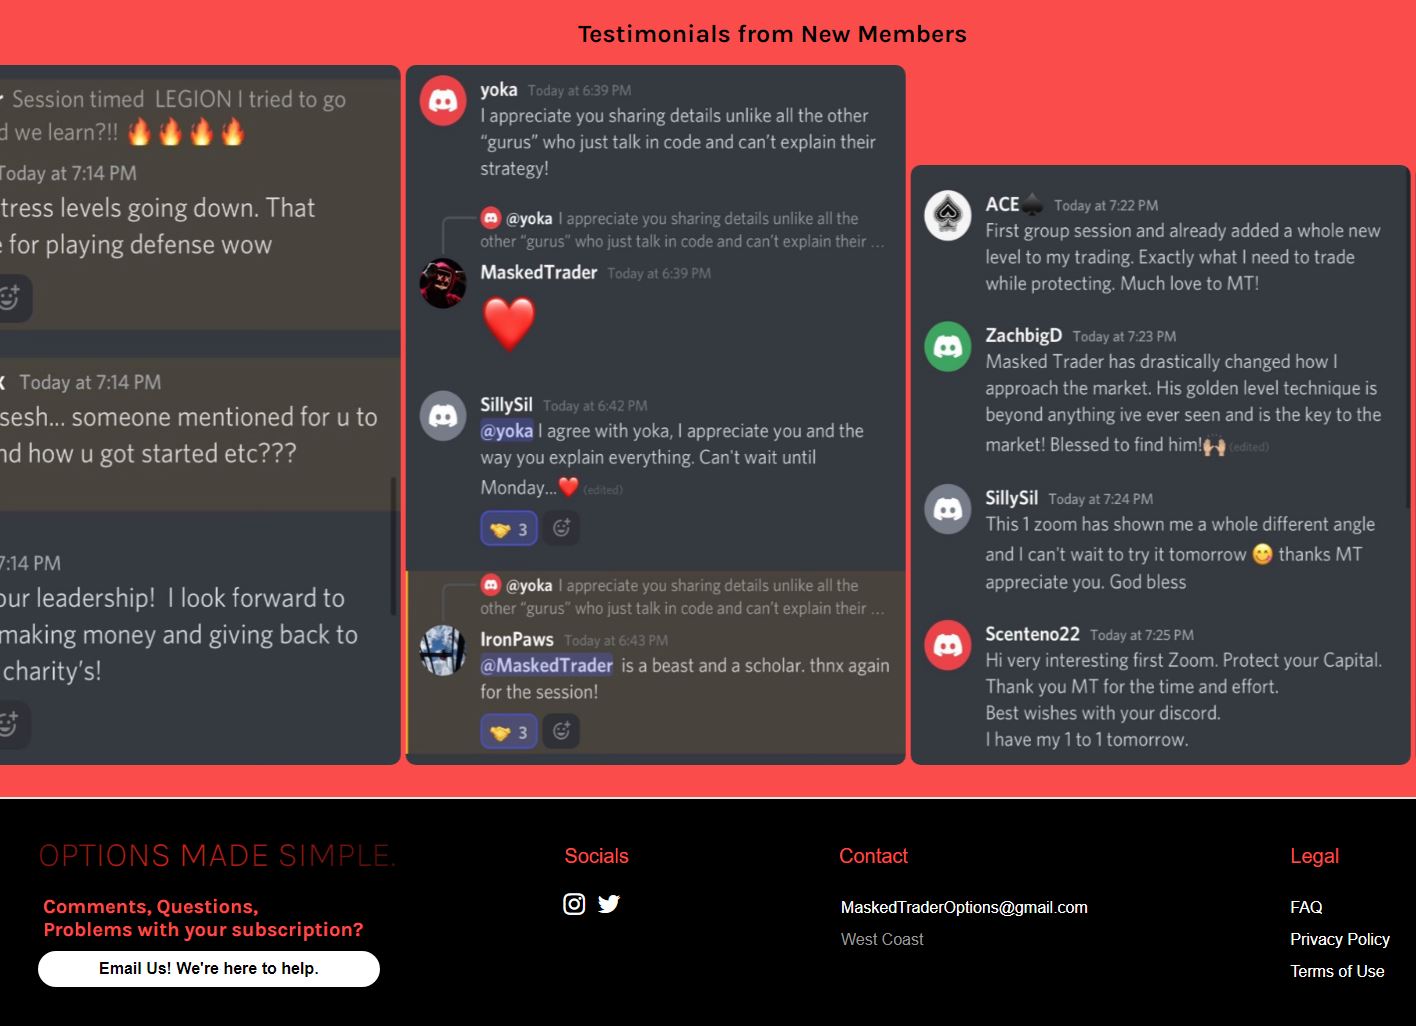 Testimonials from New Members
Session timed LEGION I tried to go
we learn?!! 🔥🔥🔥🔥
Today at 7:14 PM
tress levels going down. That
for playing defense wow
Today at 7:14 PM
sesh... someone mentioned for u to
nd how u got started etc???
7:14 PM
our leadership! I look forward to
making money and giving back to
charity’s!
yoka Today at 6:39 PM
I appreciate you sharing details unlike all the other
“gurus” who just talk in code and can’t explain their
strategy!
@yoka I appreciate you sharing details unlike all the
other “gurus” who just talk in code and can’t explain their ...
MaskedTrader Today at 6:39 PM
❤️
SillySil Today at 6:42 PM
@yoka I agree with yoka, I appreciate you and the
way you explain everything. Can't wait until
Monday...❤️ (edited)
🤝 3
@yoka I appreciate you sharing details unlike all the
other “gurus” who just talk in code and can’t explain their ...
IronPaws Today at 6:43 PM
@MaskedTrader is a beast and a scholar. thnx again
for the session!
🤝 3
ACE♠ Today at 7:22 PM
First group session and already added a whole new
level to my trading. Exactly what I need to trade
while protecting. Much love to MT!
ZachbigD Today at 7:23 PM
Masked Trader has drastically changed how I
approach the market. His golden level technique is
beyond anything ive ever seen and is the key to the
market! Blessed to find him!🙌🏼 (edited)
SillySil Today at 7:24 PM
This 1 zoom has shown me a whole different angle
and I can't wait to try it tomorrow 😋 thanks MT
appreciate you. God bless
Scenteno22 Today at 7:25 PM
Hi very interesting first Zoom. Protect your Capital.
Thank you MT for the time and effort.
Best wishes with your discord.
I have my 1 to 1 tomorrow.
OPTIONS MADE SIMPLE.
Comments, Questions,
Problems with your subscription?
Email Us! We're here to help.
Socials
Contact
MaskedTraderOptions@gmail.com
West Coast
Legal
FAQ
Privacy Policy
Terms of Use